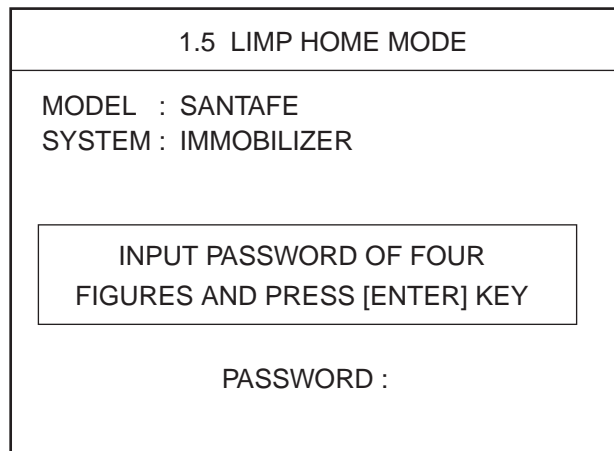 1.5 LIMP HOME MODE
MODEL : SANTAFE
SYSTEM : IMMOBILIZER
INPUT PASSWORD OF FOUR
FIGURES AND PRESS [ENTER] KEY
PASSWORD :